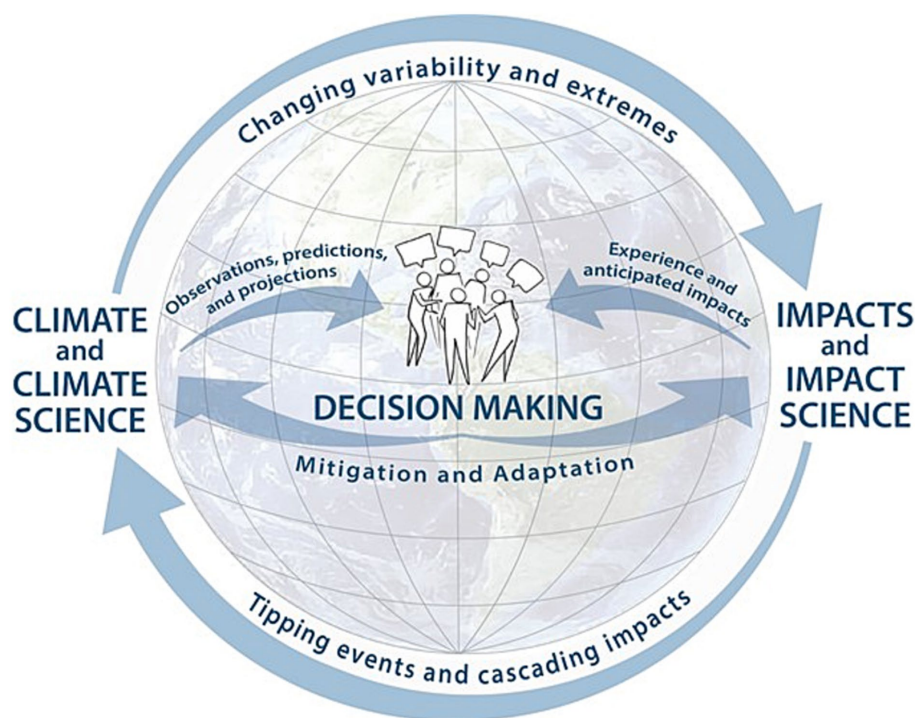 Changing variability and extremes
Observations, predictions,
and projections
Experience and
anticipated impacts
CLIMATE
and
CLIMATE
SCIENCE
IMPACTS
and
IMPACT
SCIENCE
DECISION MAKING
Mitigation and Adaptation
Tipping events and cascading impacts